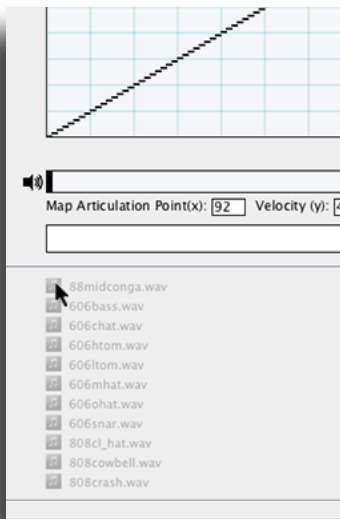 Map Articulation Point(x): 92 Velocity (y): 4
88midconga.wav
606bass.wav
606chat.wav
606htom.wav
606ltom.wav
606mhat.wav
606ohat.wav
606snar.wav
808cl_hat.wav
808cowbell.wav
808crash.wav